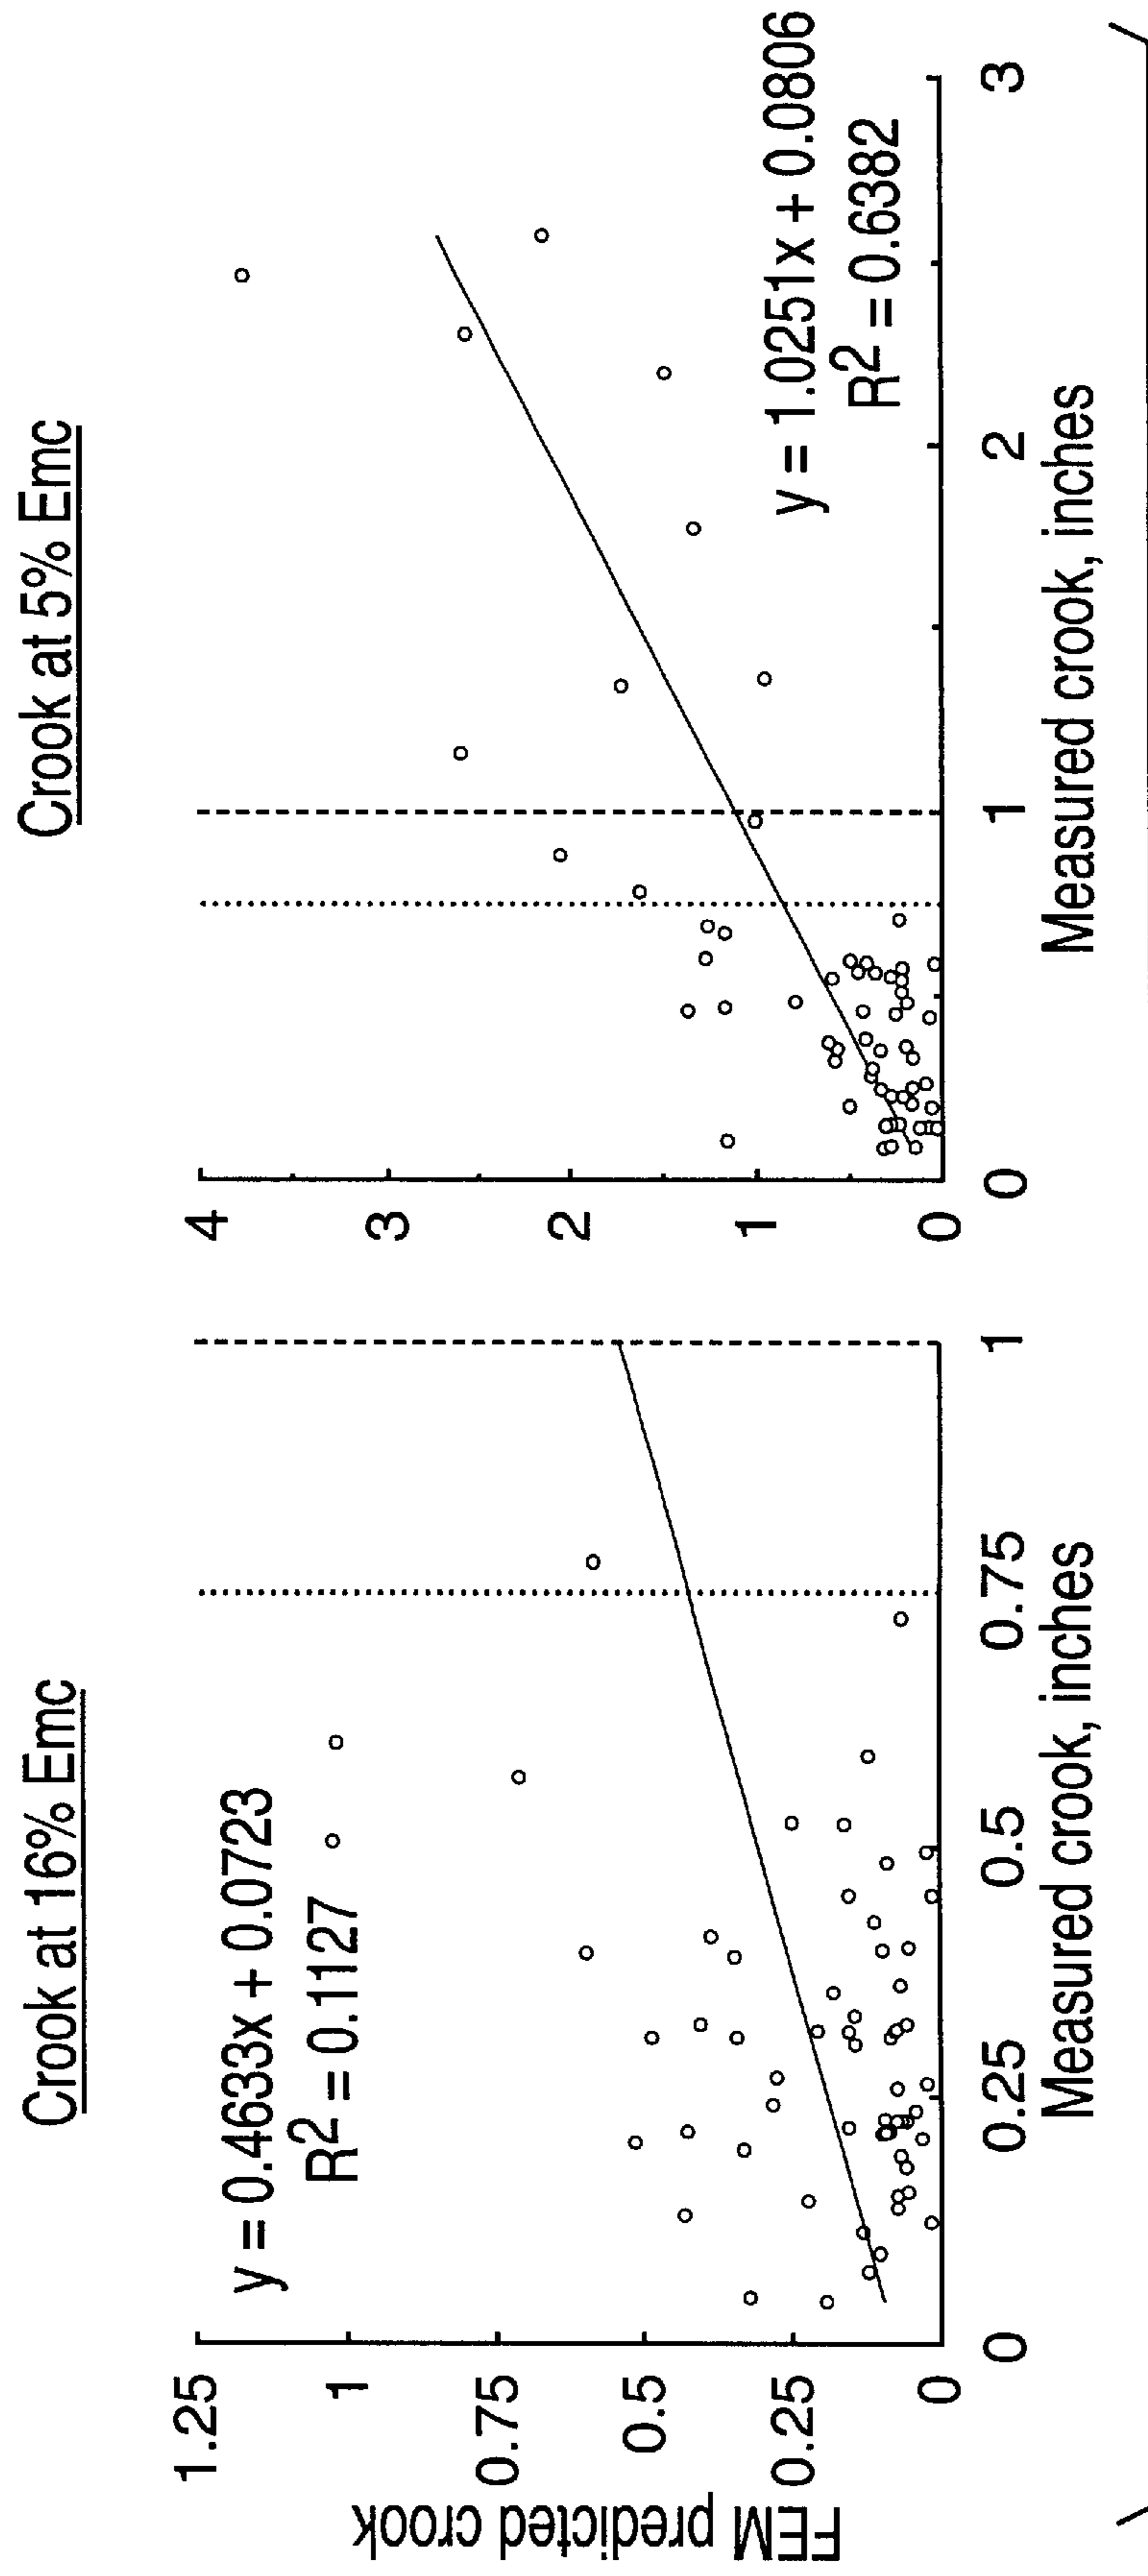 Crook at 16% Emc
Crook at 5% Emc
FEM predicted crook
1.25
1
0.75
0.5
0.25
0
y = 0.4633x + 0.0723
R2 = 0.1127
0
0.25
0.5
0.75
1
Measured crook, inches
4
3
2
1
0
y = 1.0251x + 0.0806
R2 = 0.6382
0
1
2
3
Measured crook, inches